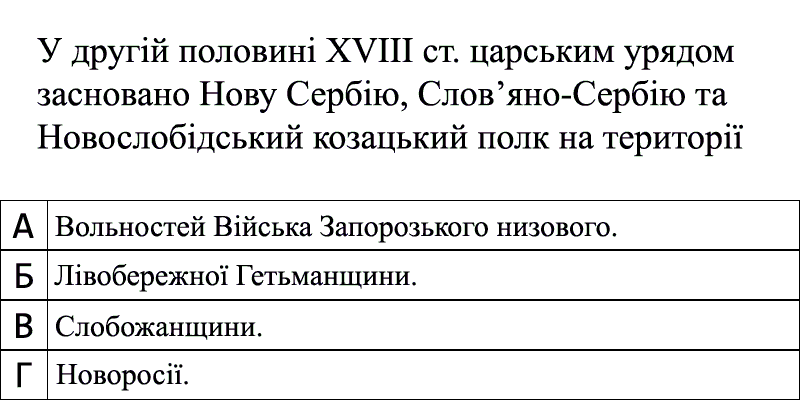 У другій половині XVIII ст. царським урядом
засновано Нову Сербію, Слов’яно-Сербію та
Новослобідський козацький полк на території
А Вольностей Війська Запорозького низового.
Б Лівобережної Гетьманщини.
В Слобожанщини.
Г Новоросії.